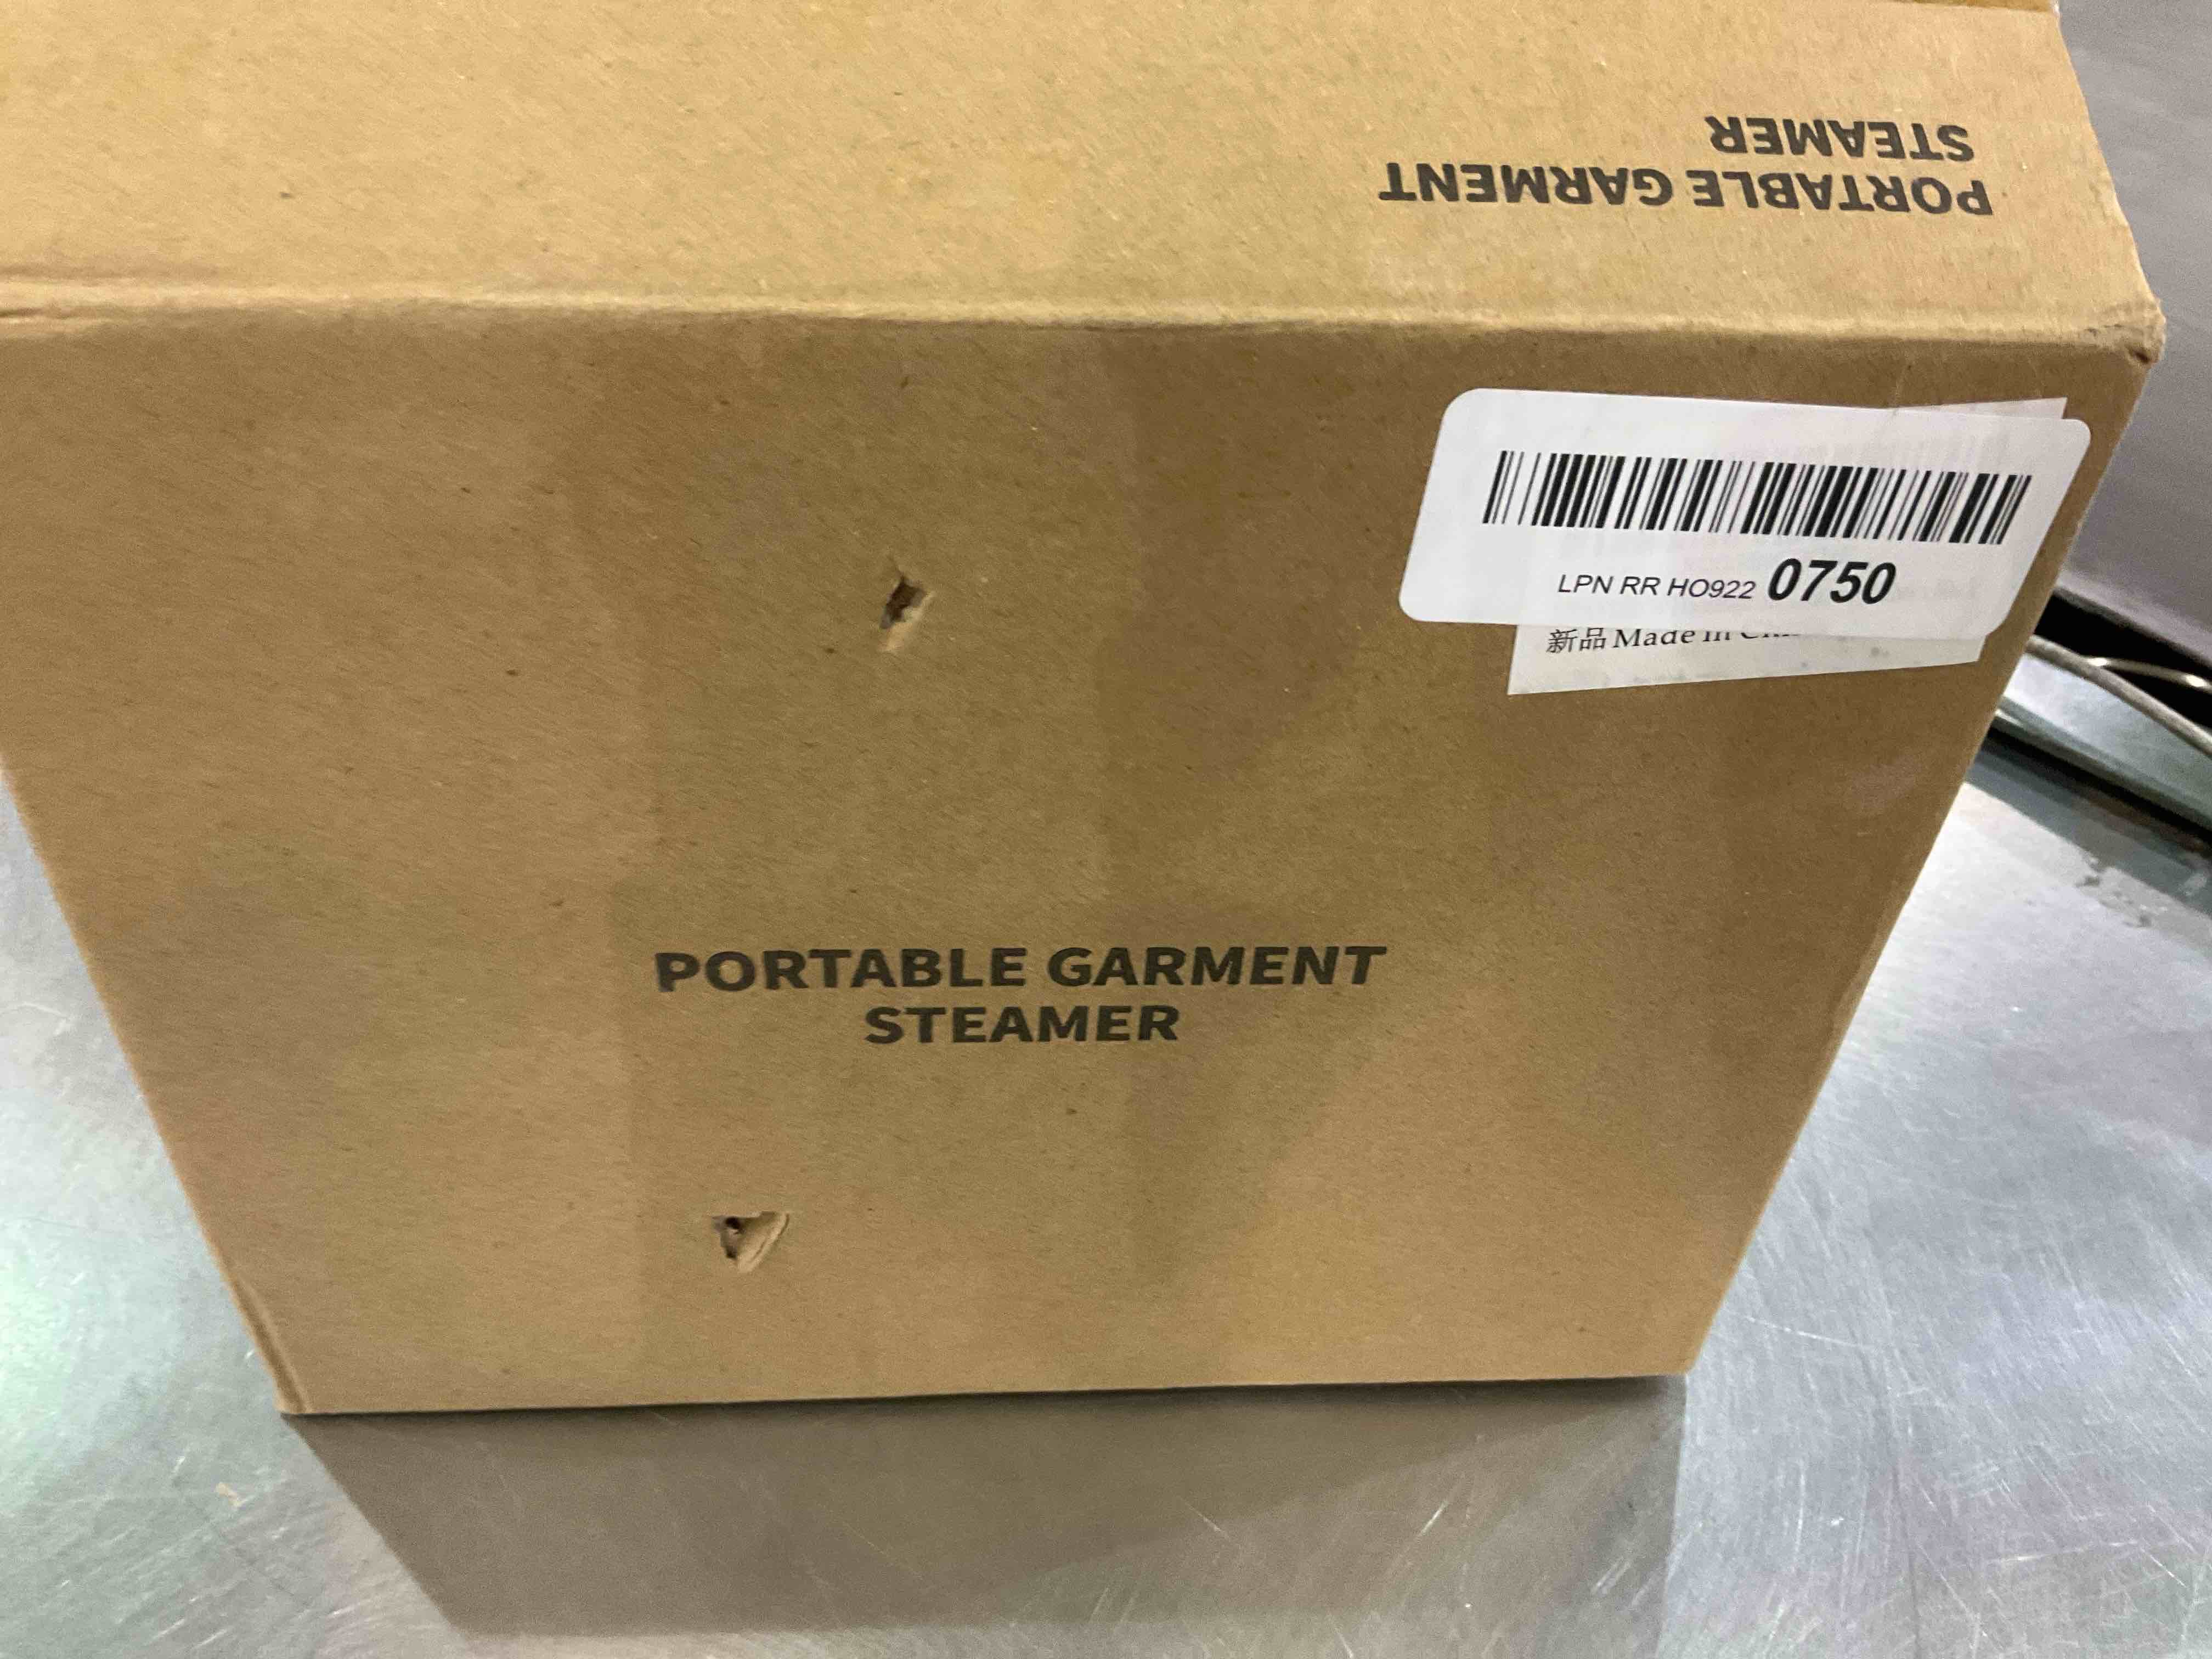 PORTABLE GARMENT
STEAMER
LPN RR HO922 0750
新品 Made in
PORTABLE GARMENT
STEAMER